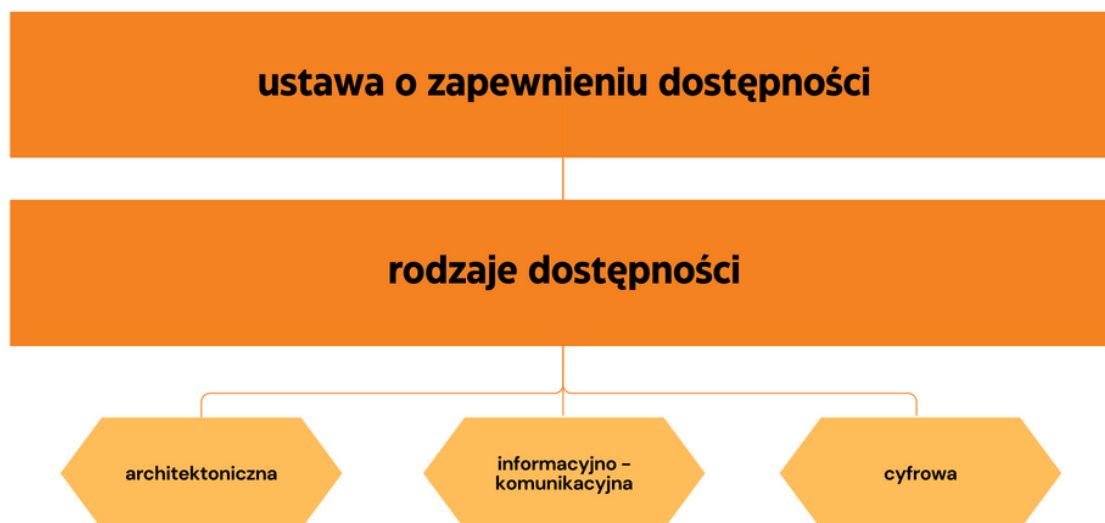 ustawa o zapewnieniu dostępności
rodzaje dostępności
architektoniczna
informacyjno -
komunikacyjna
cyfrowa